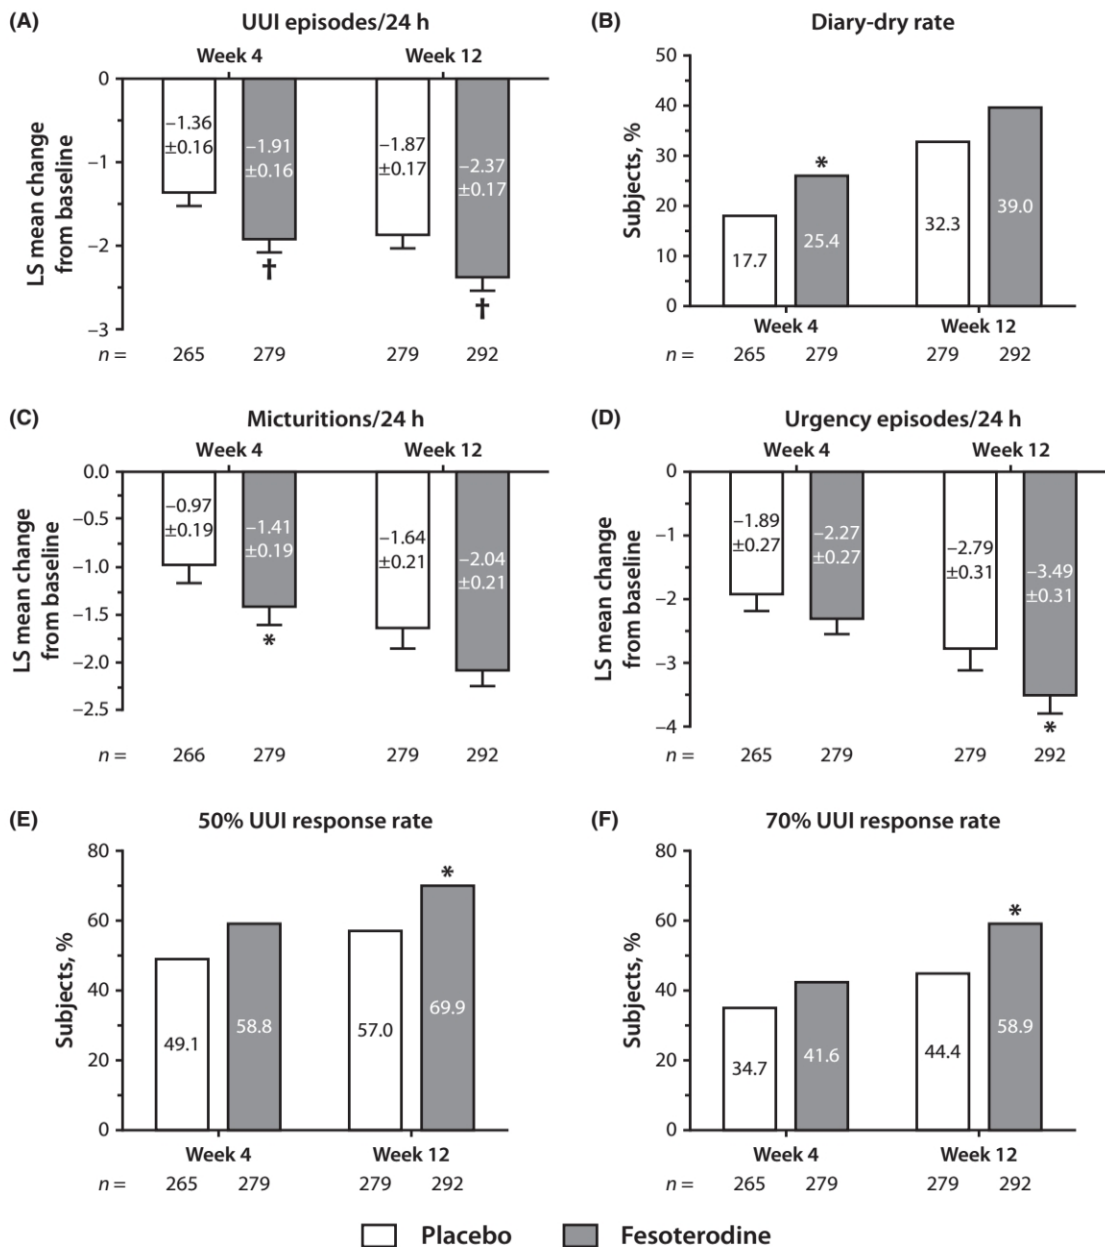 (A)
UUI episodes/24 h
Week 4 Week 12
LS mean change
from baseline
0
−1
−2
−3
−1.36
±0.16
−1.91
±0.16
−1.87
±0.17
−2.37
±0.17
†
†
n = 265 279 279 292
(B)
Diary-dry rate
Subjects, %
50
40
30
20
10
0
17.7
*
25.4
32.3
39.0
Week 4 Week 12
265 279 279 292
(C)
Micturitions/24 h
Week 4 Week 12
LS mean change
from baseline
0.0
−0.5
−1.0
−1.5
−2.0
−2.5
−0.97
±0.19
−1.41
±0.19
*
−1.64
±0.21
−2.04
±0.21
n = 266 279 279 292
(D)
Urgency episodes/24 h
Week 4 Week 12
LS mean change
from baseline
0
−1
−2
−3
−4
−1.89
±0.27
−2.27
±0.27
−2.79
±0.31
−3.49
±0.31
*
n = 265 279 279 292
(E)
50% UUI response rate
Subjects, %
80
60
40
20
0
49.1
58.8
57.0
*
69.9
Week 4 Week 12
n = 265 279 279 292
(F)
70% UUI response rate
Subjects, %
80
60
40
20
0
34.7
41.6
44.4
*
58.9
Week 4 Week 12
n = 265 279 279 292
Placebo Fesoterodine